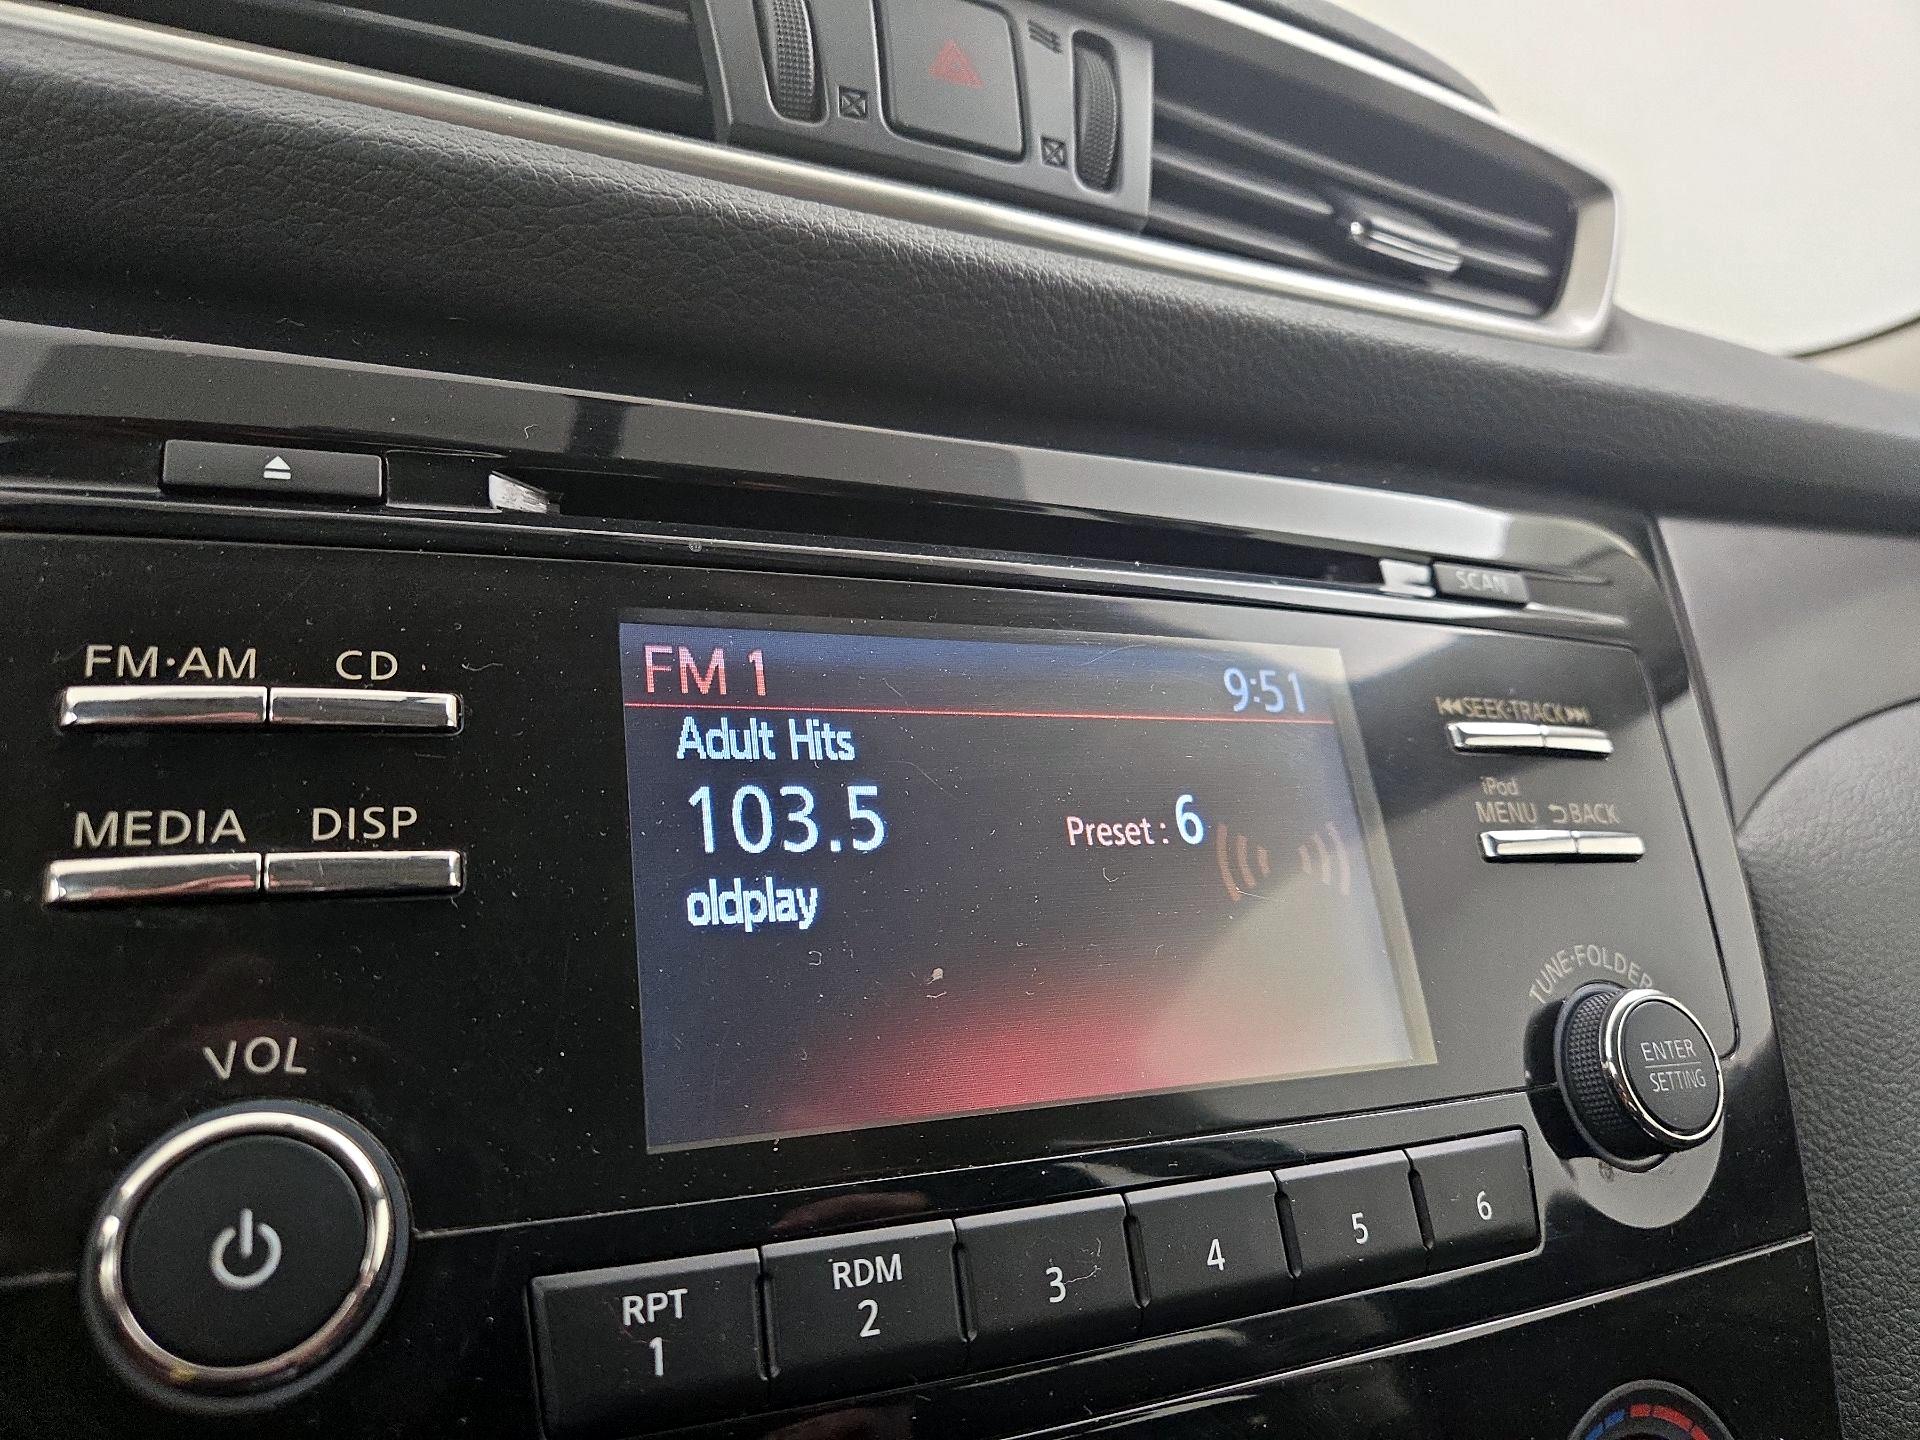 SCAN
FM·AM CD
FM 1 9:51
SEEK·TRACK
Adult Hits
iPod
MENU BACK
MEDIA DISP
103.5 Preset : 6
oldplay
TUNE·FOLDER
VOL
ENTER
SETTING
RPT RDM
1 2 3 4 5 6